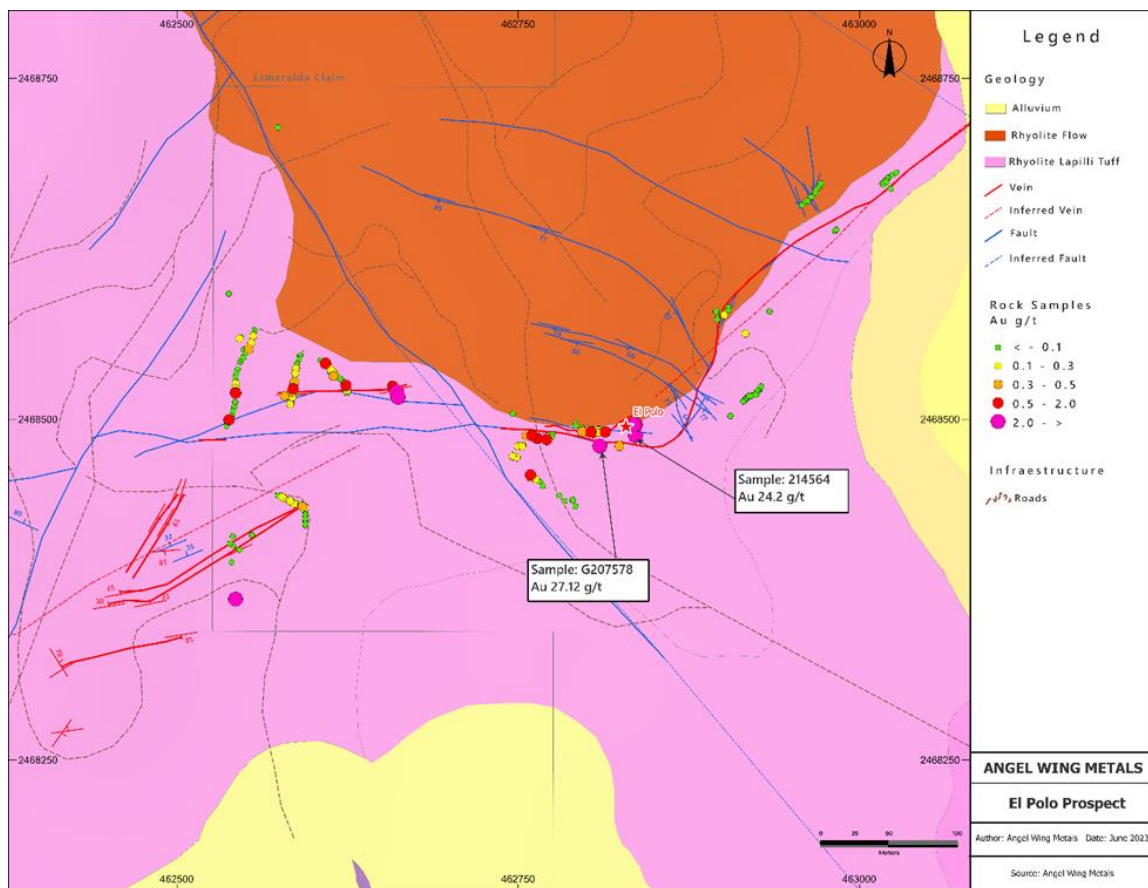 462500
462750
463000
2468750
2468750
Esmeralda Claim
N
El Polo
2468500
2468500
Sample: 214564
Au 24.2 g/t
Sample: G207578
Au 27.12 g/t
2468250
2468250
0 25 50 100
Meters
462500
462750
463000
Legend
Geology
Alluvium
Rhyolite Flow
Rhyolite Lapilli Tuff
Vein
Inferred Vein
Fault
Inferred Fault
Rock Samples
Au g/t
< - 0.1
0.1 - 0.3
0.3 - 0.5
0.5 - 2.0
2.0 - >
Infraestructure
Roads
ANGEL WING METALS
El Polo Prospect
Author: Angel Wing Metals Date: June 2023
Source: Angel Wing Metals